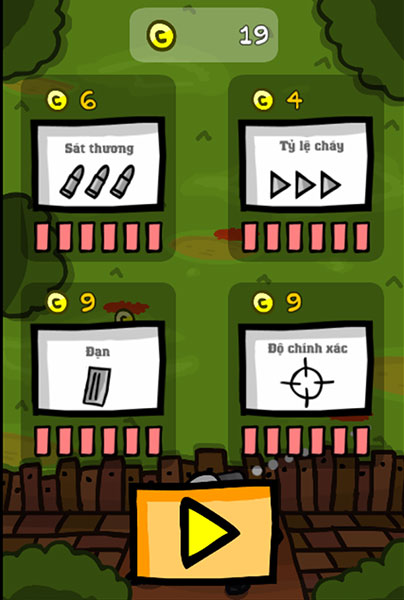 C 19
C 6
C 4
Sát thương
Tỷ lệ cháy
C 9
C 9
Đạn
Độ chính xác